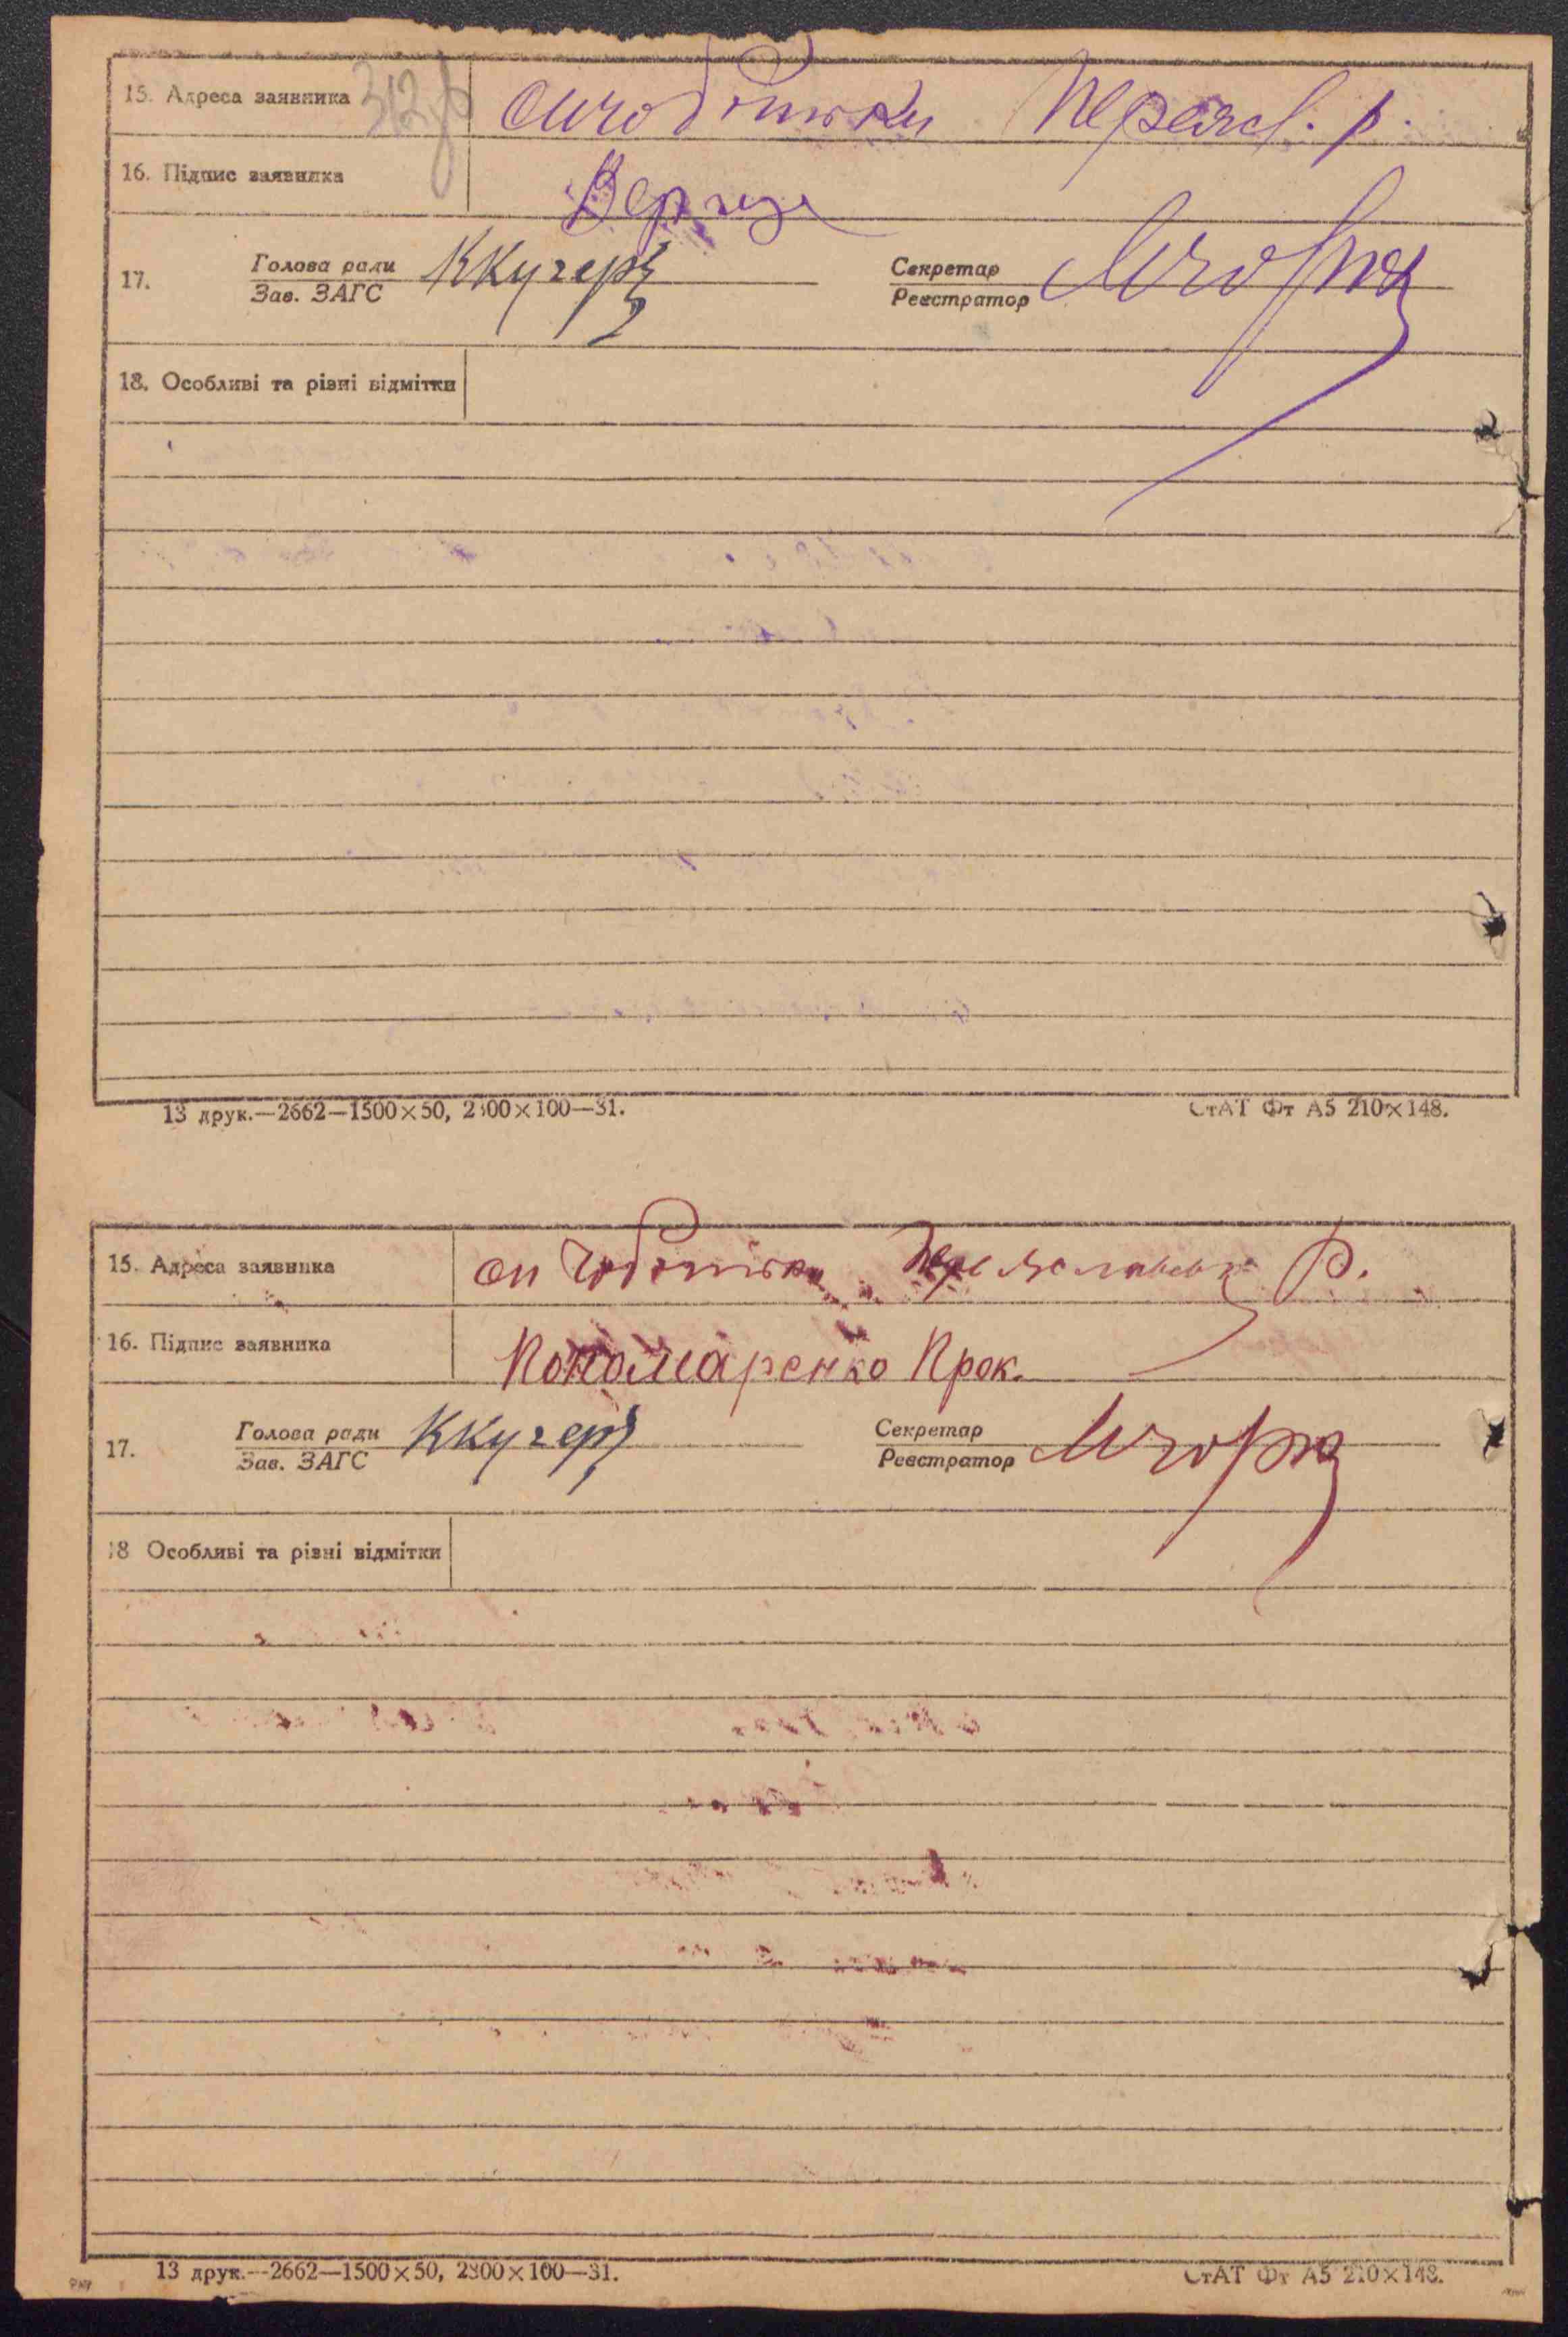 15. Адреса заявника 312 Переясл. р.
16. Підпис заявника
17. Голова ради ККучер Секретар
Зав. ЗАГС Реєстратор
18. Особливі та різні відмітки
13 друк.—2662—1500×50, 2300×100—31. СтАТ Фт А5 210×148.
15. Адреса заявника Р.
16. Підпис заявника Пономаренко Прок.
17. Голова ради ККучер Секретар
Зав. ЗАГС Реєстратор
18 Особливі та різні відмітки
13 друк.—2662—1500×50, 2300×100—31. СтАТ Фт А5 210×148.